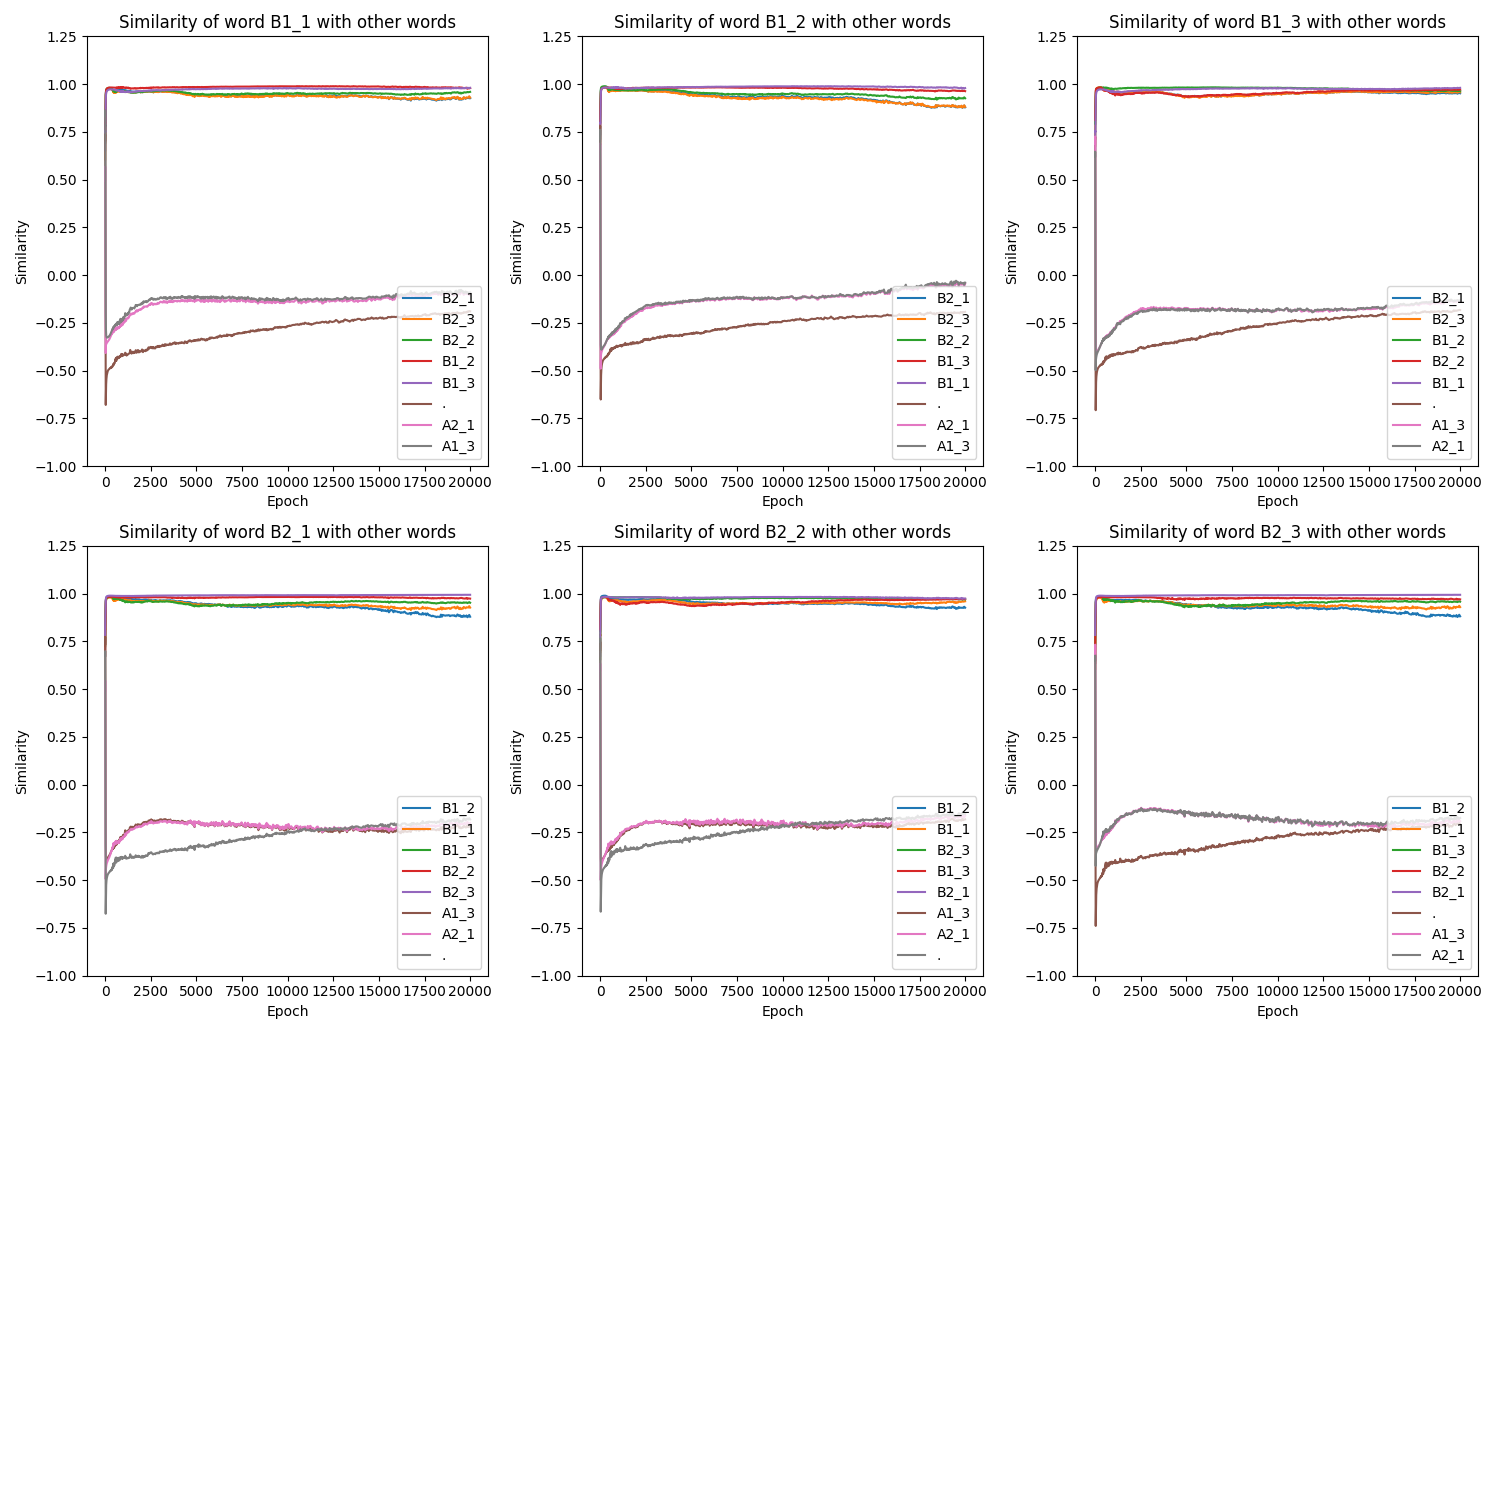 Similarity of word B1_1 with other words
1.25
1.00
0.75
0.50
0.25
0.00
−0.25
−0.50
−0.75
−1.00
Similarity
0 2500 5000 7500 10000 12500 15000 17500 20000
Epoch
B2_1
B2_3
B2_2
B1_2
B1_3
.
A2_1
A1_3
Similarity of word B1_2 with other words
1.25
1.00
0.75
0.50
0.25
0.00
−0.25
−0.50
−0.75
−1.00
Similarity
0 2500 5000 7500 10000 12500 15000 17500 20000
Epoch
B2_1
B2_3
B2_2
B1_3
B1_1
.
A2_1
A1_3
Similarity of word B1_3 with other words
1.25
1.00
0.75
0.50
0.25
0.00
−0.25
−0.50
−0.75
−1.00
Similarity
0 2500 5000 7500 10000 12500 15000 17500 20000
Epoch
B2_1
B2_3
B1_2
B2_2
B1_1
.
A1_3
A2_1
Similarity of word B2_1 with other words
1.25
1.00
0.75
0.50
0.25
0.00
−0.25
−0.50
−0.75
−1.00
Similarity
0 2500 5000 7500 10000 12500 15000 17500 20000
Epoch
B1_2
B1_1
B1_3
B2_2
B2_3
A1_3
A2_1
.
Similarity of word B2_2 with other words
1.25
1.00
0.75
0.50
0.25
0.00
−0.25
−0.50
−0.75
−1.00
Similarity
0 2500 5000 7500 10000 12500 15000 17500 20000
Epoch
B1_2
B1_1
B2_3
B1_3
B2_1
A1_3
A2_1
.
Similarity of word B2_3 with other words
1.25
1.00
0.75
0.50
0.25
0.00
−0.25
−0.50
−0.75
−1.00
Similarity
0 2500 5000 7500 10000 12500 15000 17500 20000
Epoch
B1_2
B1_1
B1_3
B2_2
B2_1
.
A1_3
A2_1